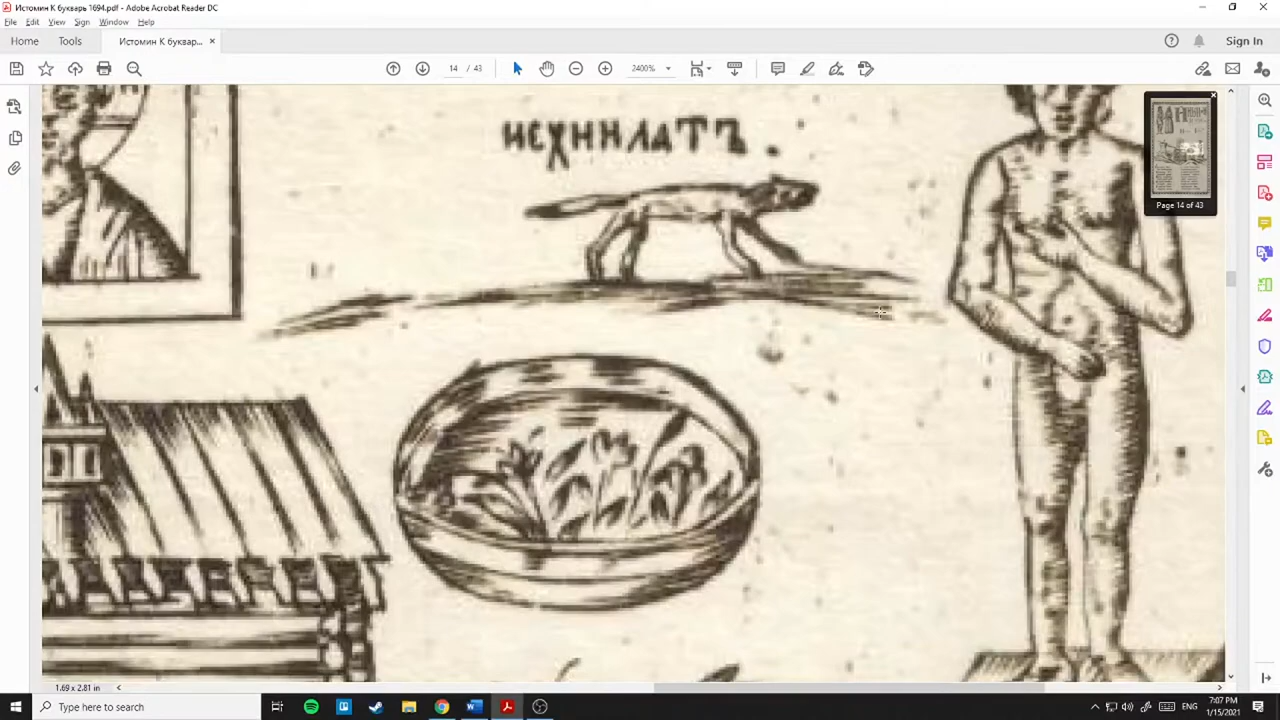 Истомин К букварь 1694.pdf - Adobe Acrobat Reader DC
File Edit View Sign Window Help
Home Tools Истомин К буквар... × Sign In
14 / 43 2400%
исхнилатъ.
Page 14 of 43
1.69 x 2.81 in
Type here to search
ENG
7:07 PM
1/15/2021